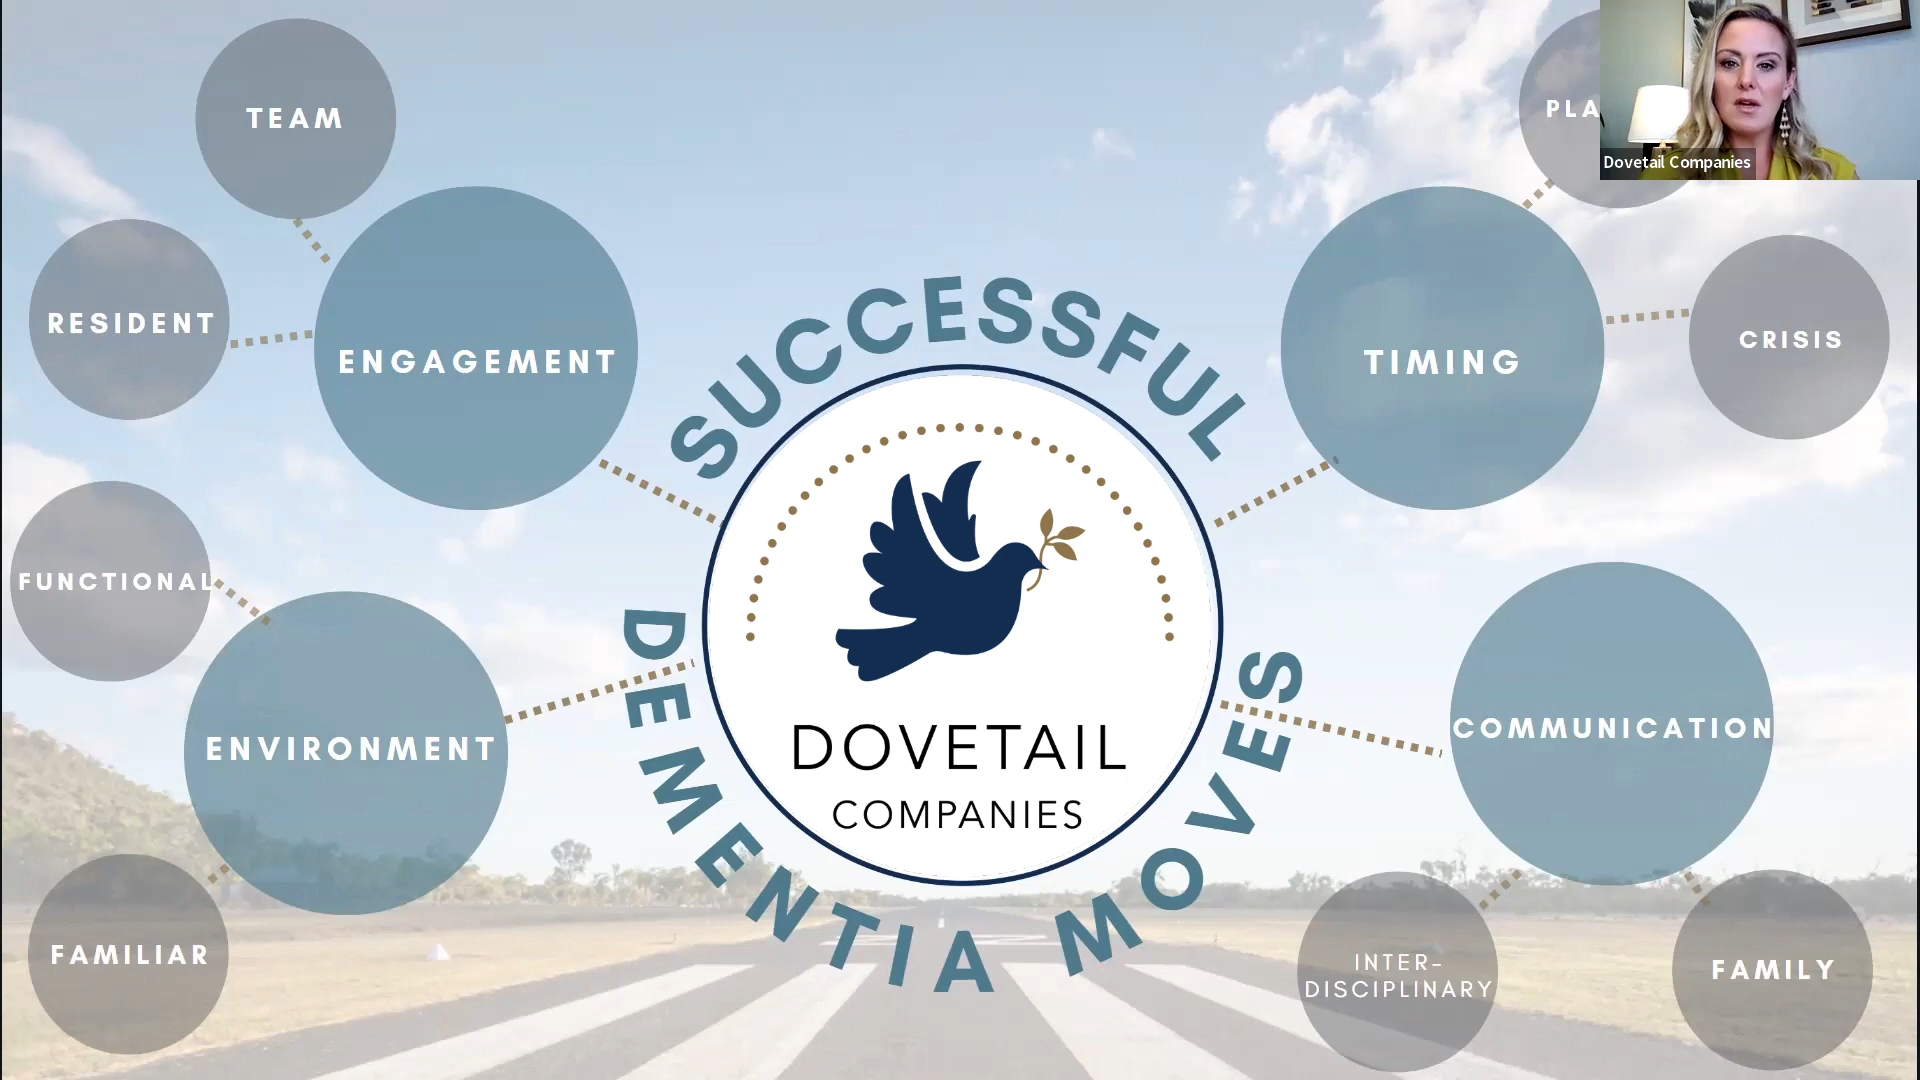 TEAM
RESIDENT
ENGAGEMENT
FUNCTIONAL
ENVIRONMENT
FAMILIAR
SUCCESSFUL
DEMENTIA MOVES
DOVETAIL
COMPANIES
TIMING
CRISIS
COMMUNICATION
INTER-
DISCIPLINARY
FAMILY
Dovetail Companies